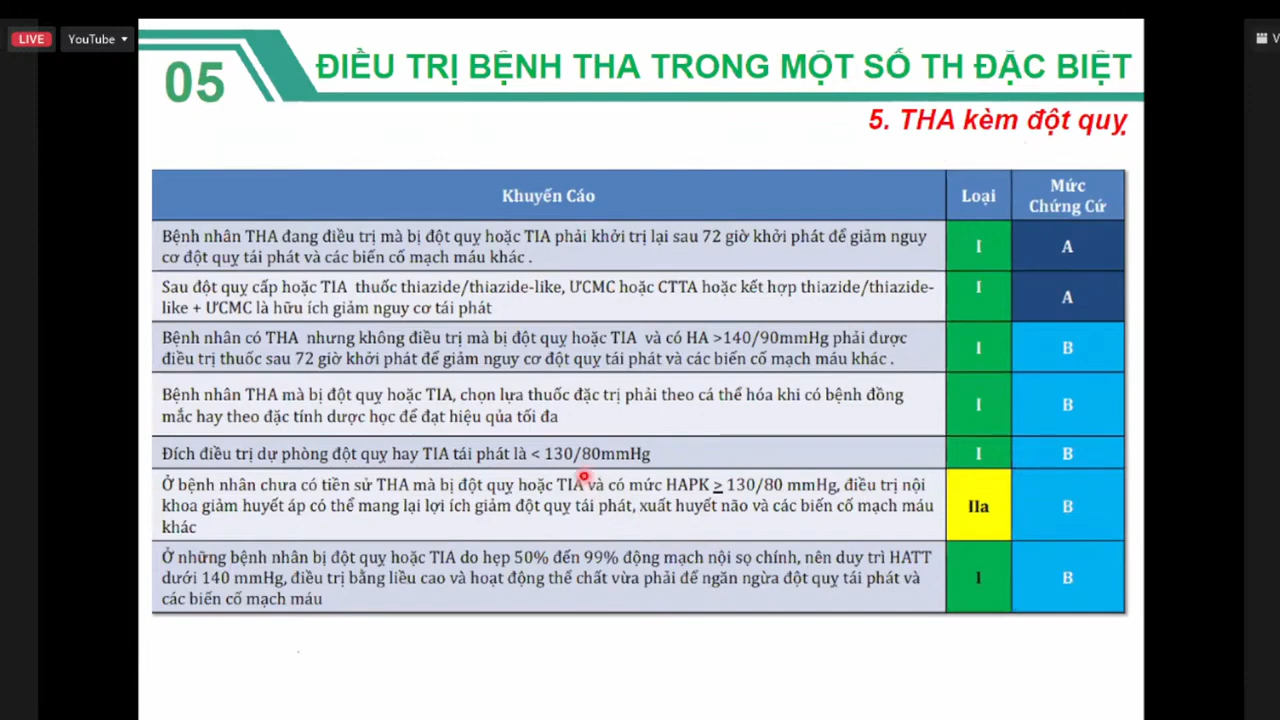 LIVE
YouTube
V
05
ĐIỀU TRỊ BỆNH THA TRONG MỘT SỐ TH ĐẶC BIỆT
5. THA kèm đột quỵ
Khuyến Cáo
Loại
Mức
Chứng Cứ
Bệnh nhân THA đang điều trị mà bị đột quỵ hoặc TIA phải khởi trị lại sau 72 giờ khởi phát để giảm nguy
cơ đột quỵ tái phát và các biến cố mạch máu khác .
I
A
Sau đột quỵ cấp hoặc TIA thuốc thiazide/thiazide-like, ƯCMC hoặc CTTA hoặc kết hợp thiazide/thiazide-
like + ƯCMC là hữu ích giảm nguy cơ tái phát
I
A
Bệnh nhân có THA nhưng không điều trị mà bị đột quỵ hoặc TIA và có HA >140/90mmHg phải được
điều trị thuốc sau 72 giờ khởi phát để giảm nguy cơ đột quỵ tái phát và các biến cố mạch máu khác .
I
B
Bệnh nhân THA mà bị đột quỵ hoặc TIA, chọn lựa thuốc đặc trị phải theo cá thể hóa khi có bệnh đồng
mắc hay theo đặc tính dược học để đạt hiệu qủa tối đa
I
B
Đích điều trị dự phòng đột quỵ hay TIA tái phát là < 130/80mmHg
I
B
Ở bệnh nhân chưa có tiền sử THA mà bị đột quỵ hoặc TIA và có mức HAPK ≥ 130/80 mmHg, điều trị nội
khoa giảm huyết áp có thể mang lại lợi ích giảm đột quỵ tái phát, xuất huyết não và các biến cố mạch máu
khác
IIa
B
Ở những bệnh nhân bị đột quỵ hoặc TIA do hẹp 50% đến 99% động mạch nội sọ chính, nên duy trì HATT
dưới 140 mmHg, điều trị bằng liều cao và hoạt động thể chất vừa phải để ngăn ngừa đột quỵ tái phát và
các biến cố mạch máu
I
B